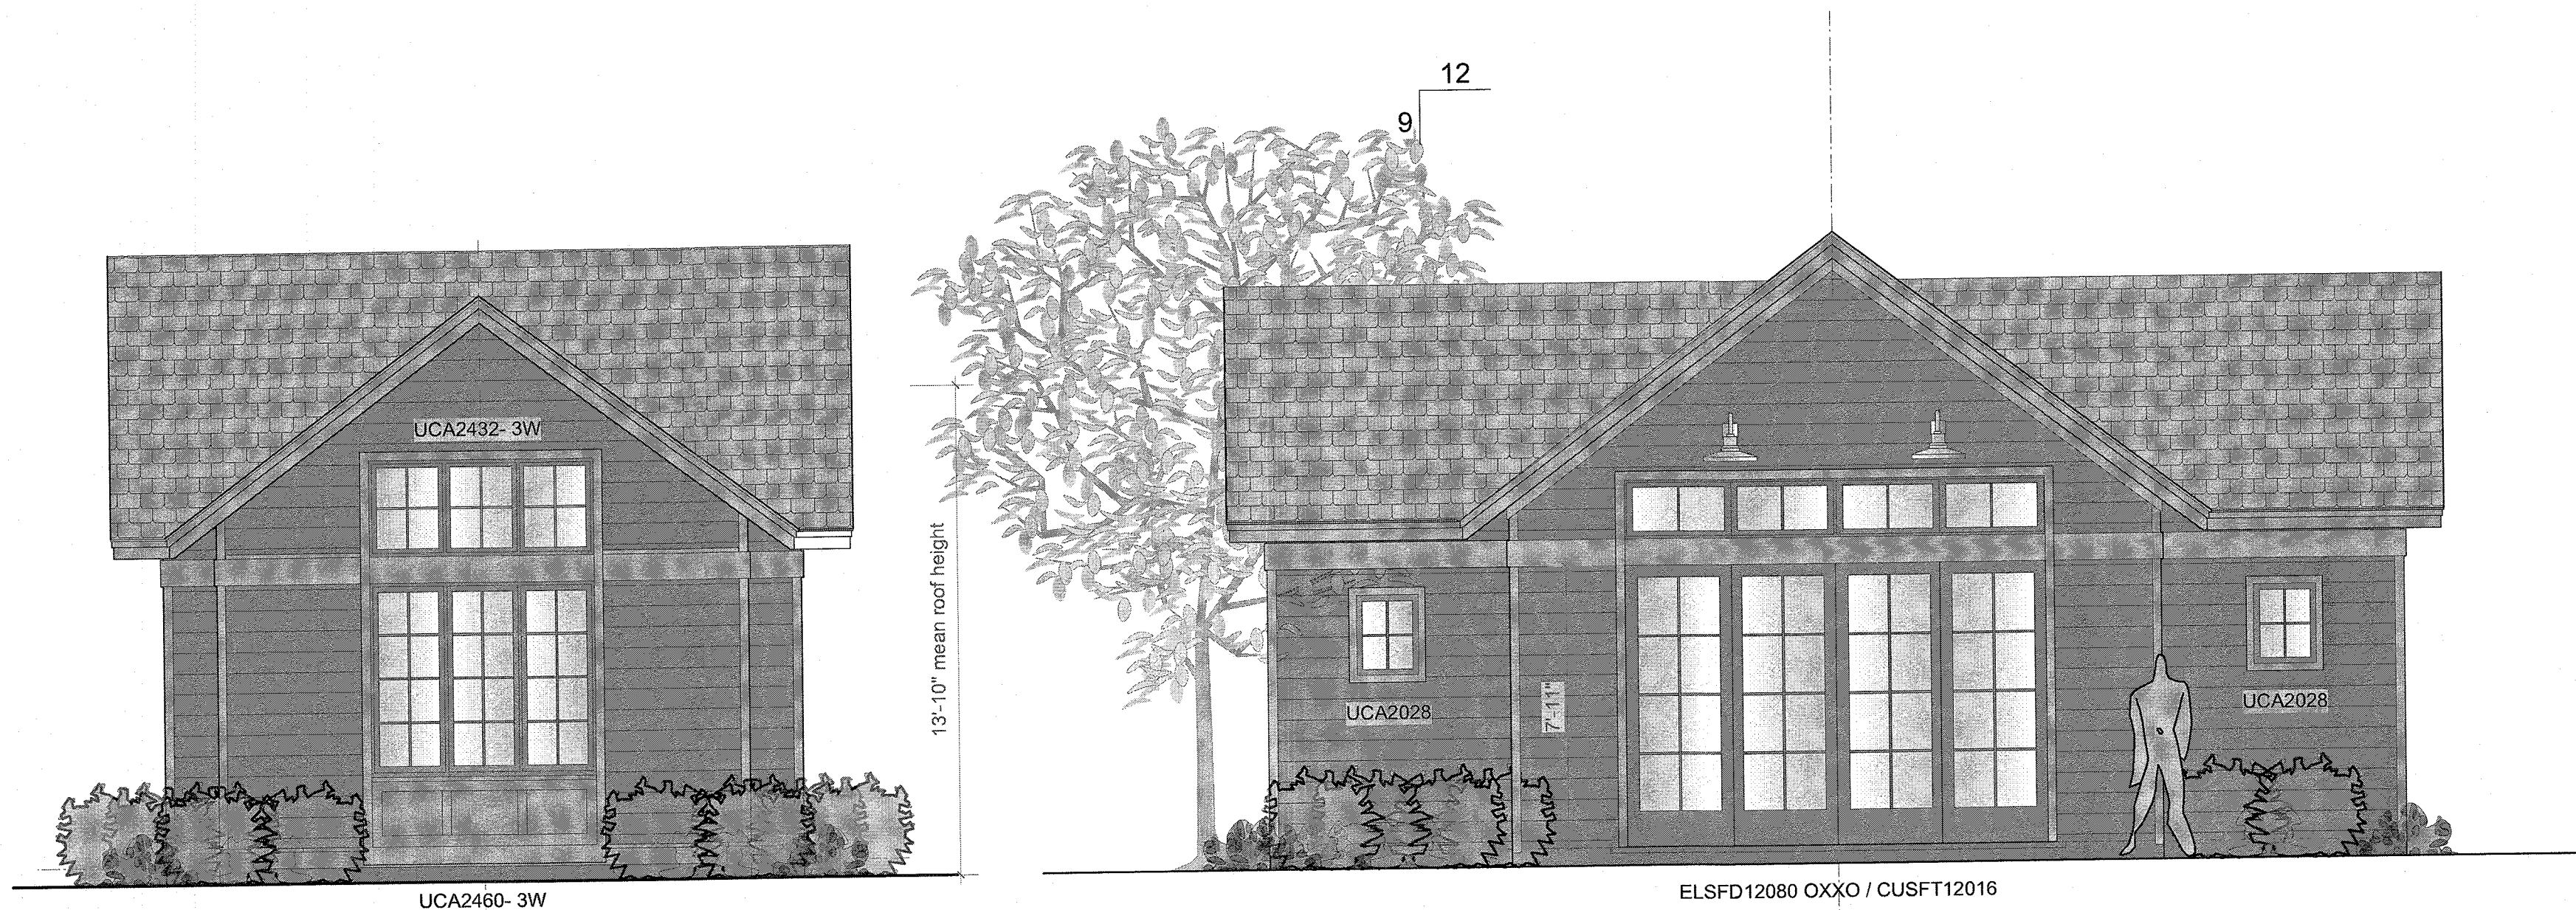 12
9
UCA2432- 3W
13'-10" mean roof height
UCA2028
7'-11"
UCA2028
ELSFD12080 OXXO / CUSFT12016
UCA2460- 3W